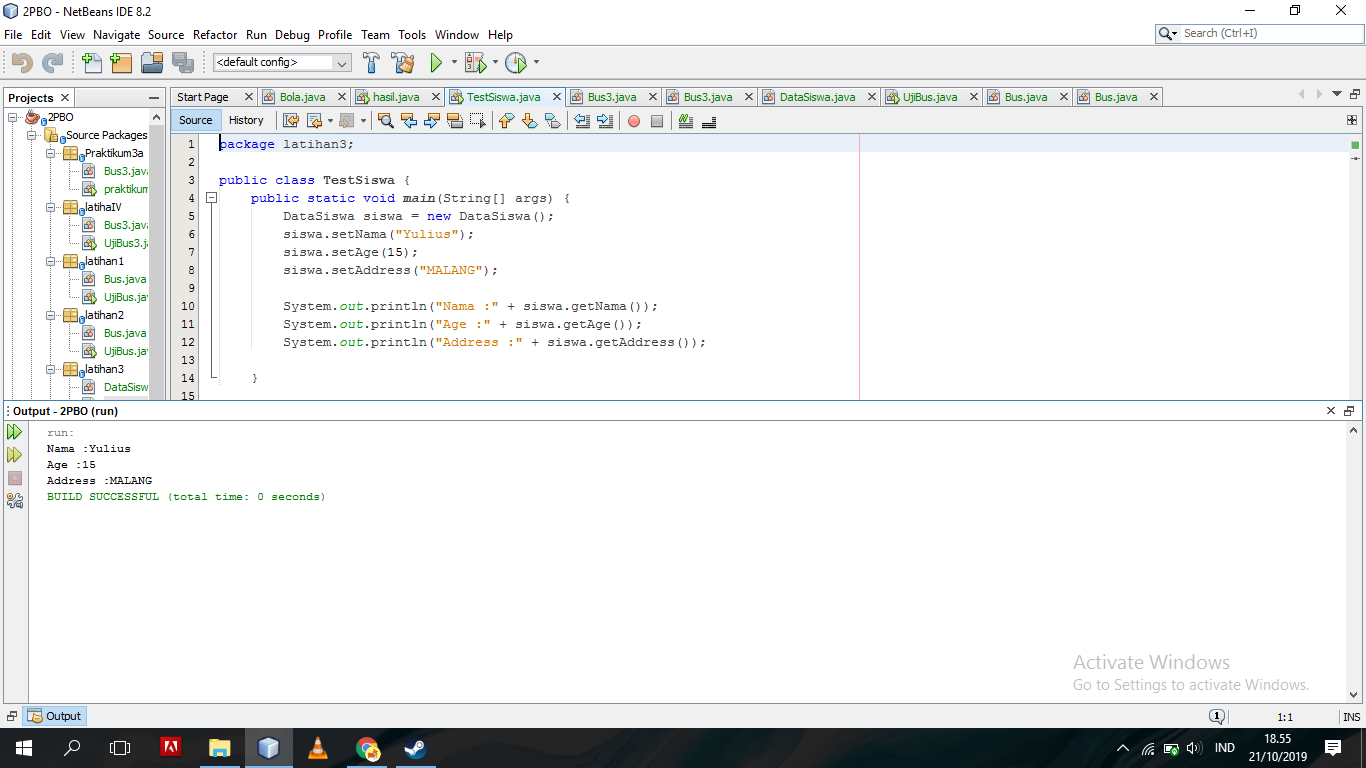 2PBO - NetBeans IDE 8.2
File Edit View Navigate Source Refactor Run Debug Profile Team Tools Window Help
Search (Ctrl+I)
<default config>
Projects
Start Page Bola.java hasil.java TestSiswa.java Bus3.java Bus3.java DataSiswa.java UjiBus.java Bus.java Bus.java
Source History
2PBO
Source Packages
Praktikum3a
Bus3.java
praktikum
latihaIV
Bus3.java
UjiBus3.j
latihan1
Bus.java
UjiBus.ja
latihan2
Bus.java
UjiBus.ja
latihan3
DataSisw
1 package latihan3;
2
3 public class TestSiswa {
4 public static void main(String[] args) {
5 DataSiswa siswa = new DataSiswa();
6 siswa.setNama("Yulius");
7 siswa.setAge(15);
8 siswa.setAddress("MALANG");
9
10 System.out.println("Nama :" + siswa.getNama());
11 System.out.println("Age :" + siswa.getAge());
12 System.out.println("Address :" + siswa.getAddress());
13
14 }
15
Output - 2PBO (run)
run:
Nama :Yulius
Age :15
Address :MALANG
BUILD SUCCESSFUL (total time: 0 seconds)
Activate Windows
Go to Settings to activate Windows.
Output
1
1:1
INS
IND
18.55
21/10/2019